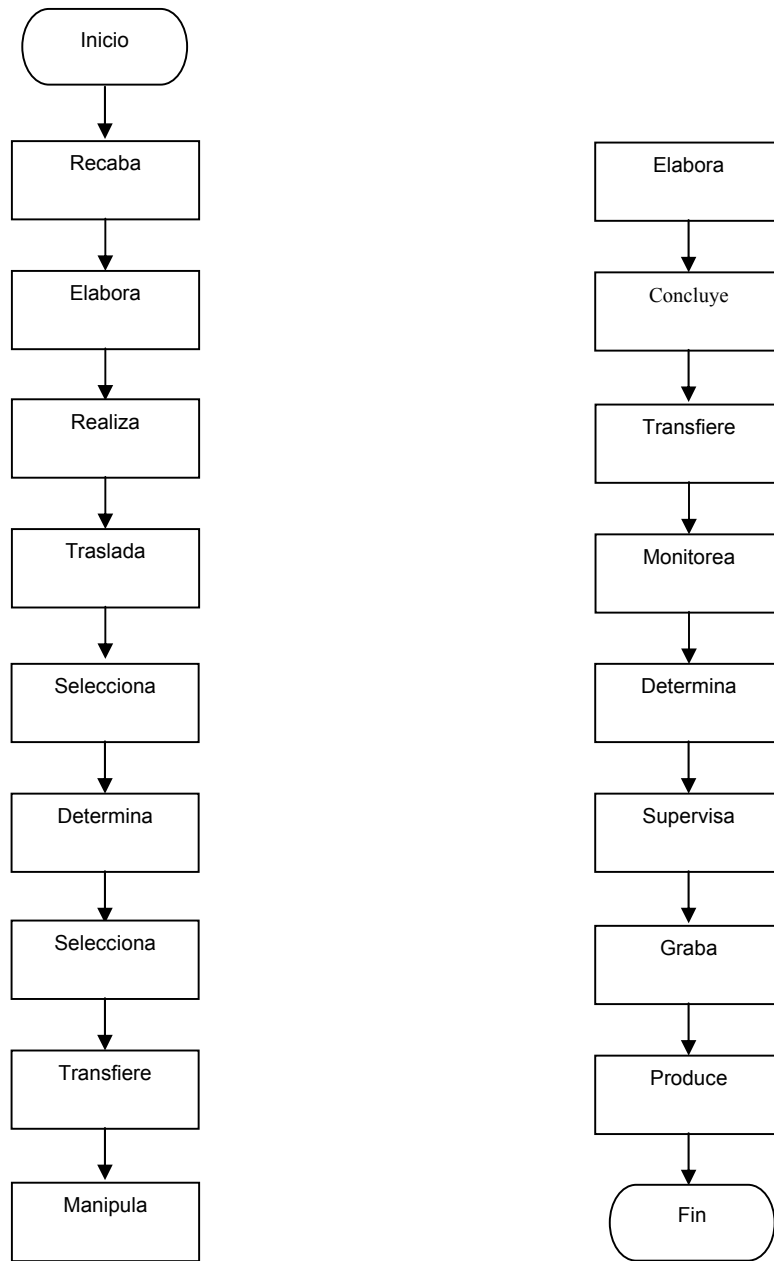 Inicio
Recaba
Elabora
Realiza
Traslada
Selecciona
Determina
Selecciona
Transfiere
Manipula
Elabora
Concluye
Transfiere
Monitorea
Determina
Supervisa
Graba
Produce
Fin